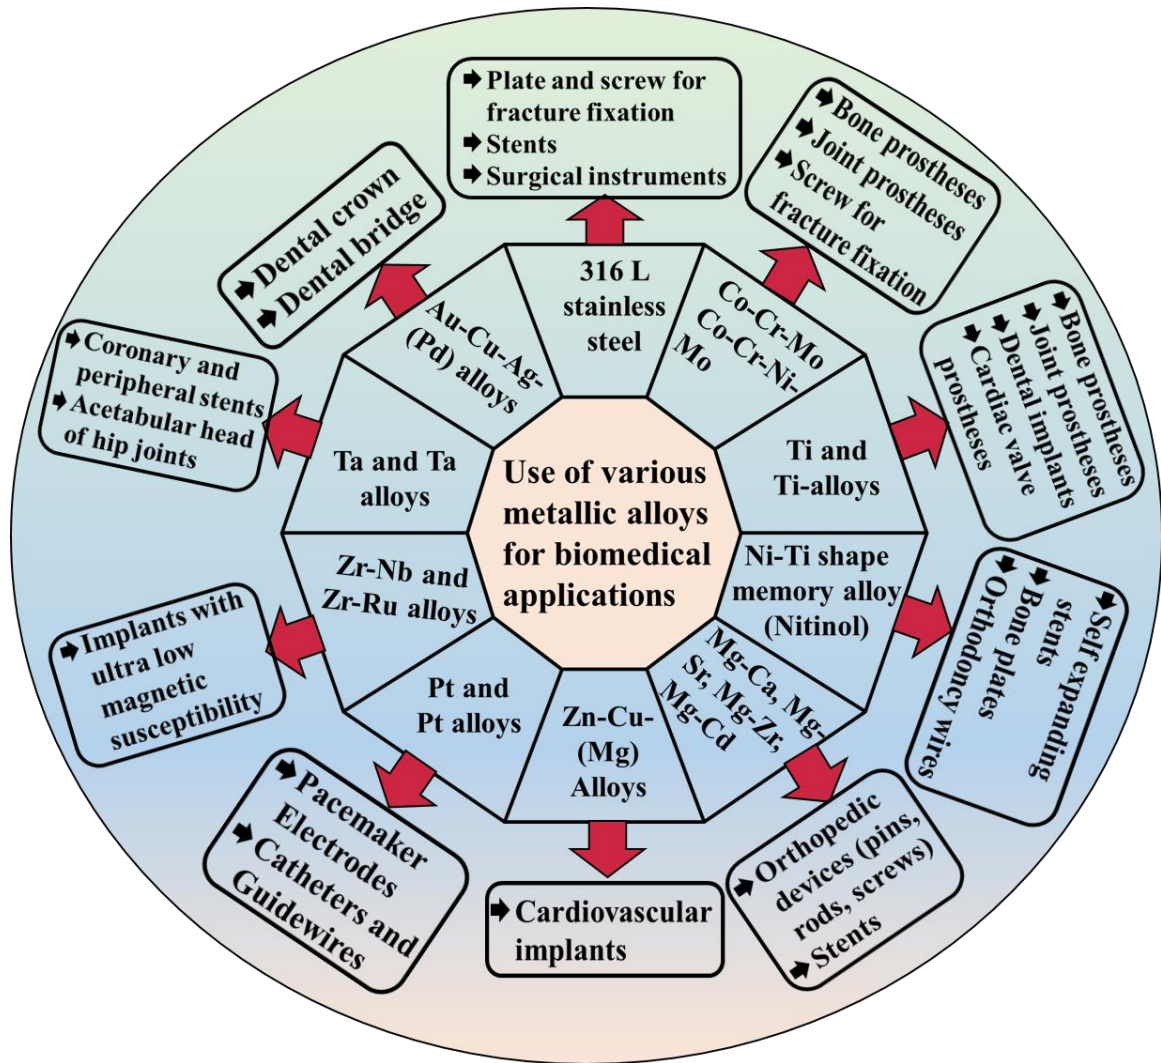 Use of various
metallic alloys
for biomedical
applications
316 L
stainless
steel
Plate and screw for
fracture fixation
Stents
Surgical instruments
Co-Cr-Mo
Co-Cr-Ni-
Mo
Bone prostheses
Joint prostheses
Screw for
fracture fixation
Ti and
Ti-alloys
Bone prostheses
Joint prostheses
Dental implants
Cardiac valve
prostheses
Ni-Ti shape
memory alloy
(Nitinol)
Self expanding
stents
Bone plates
Orthodoncy wires
Mg-Ca, Mg-
Sr, Mg-Zr,
Mg-Cd
Orthopedic
devices (pins,
rods, screws)
Stents
Zn-Cu-
(Mg)
Alloys
Cardiovascular
implants
Pt and
Pt alloys
Pacemaker
Electrodes
Catheters and
Guidewires
Zr-Nb and
Zr-Ru alloys
Implants with
ultra low
magnetic
susceptibility
Ta and Ta
alloys
Coronary and
peripheral stents
Acetabular head
of hip joints
Au-Cu-Ag-
(Pd) alloys
Dental crown
Dental bridge